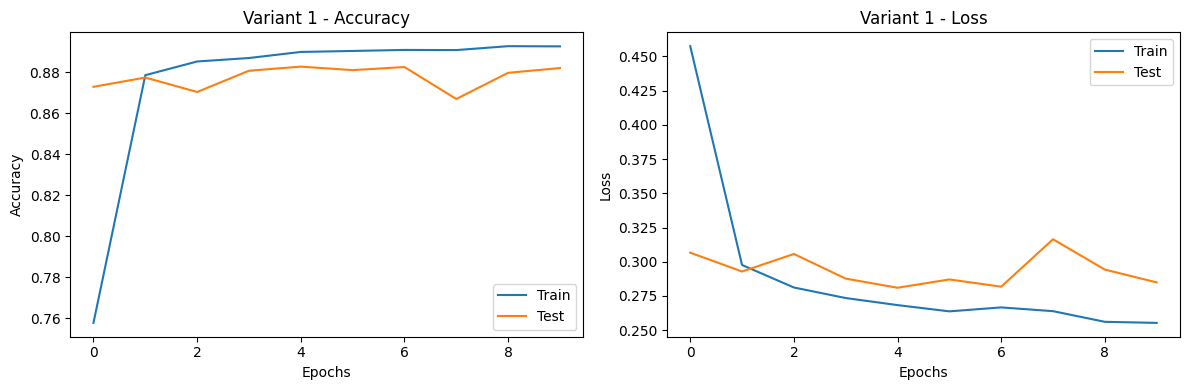 Variant 1 - Accuracy
Accuracy
0.88
0.86
0.84
0.82
0.80
0.78
0.76
0 2 4 6 8
Epochs
Train
Test
Variant 1 - Loss
Loss
0.450
0.425
0.400
0.375
0.350
0.325
0.300
0.275
0.250
0 2 4 6 8
Epochs
Train
Test